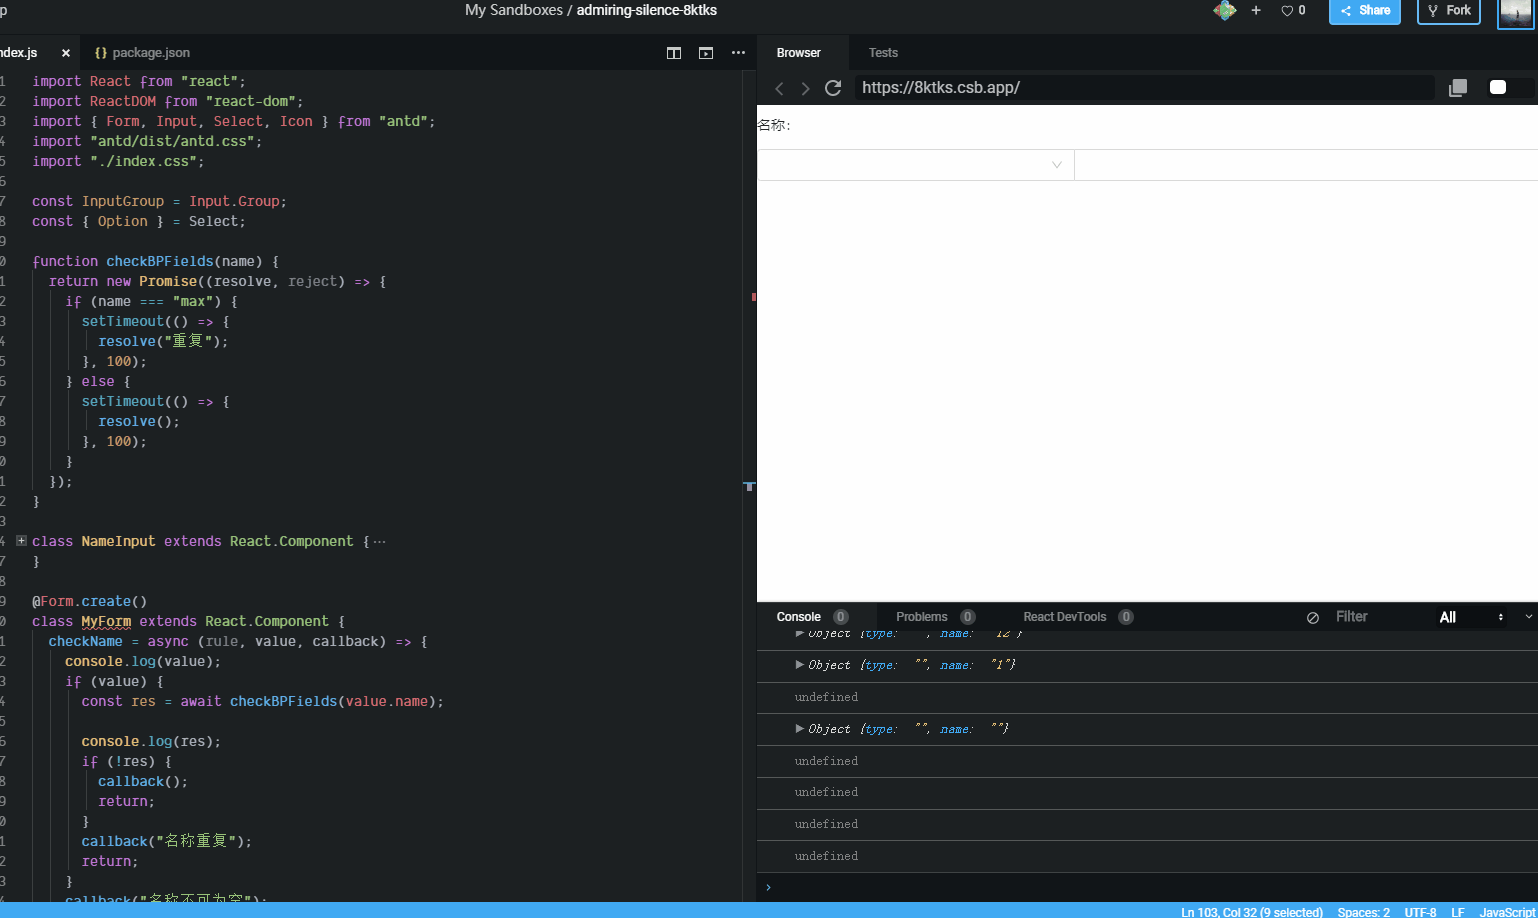 p
My Sandboxes / admiring-silence-8ktks
0
Share
Fork
ndex.js
package.json
1 import React from "react";
2 import ReactDOM from "react-dom";
3 import { Form, Input, Select, Icon } from "antd";
4 import "antd/dist/antd.css";
5 import "./index.css";
6
7 const InputGroup = Input.Group;
8 const { Option } = Select;
9
0 function checkBPFields(name) {
1 return new Promise((resolve, reject) => {
2 if (name === "max") {
3 setTimeout(() => {
4 resolve("重复");
5 }, 100);
6 } else {
7 setTimeout(() => {
8 resolve();
9 }, 100);
0 }
1 });
2 }
3
4 class NameInput extends React.Component {⋯
7 }
8
9 @Form.create()
0 class MyForm extends React.Component {
1 checkName = async (rule, value, callback) => {
2 console.log(value);
3 if (value) {
4 const res = await checkBPFields(value.name);
5
6 console.log(res);
7 if (!res) {
8 callback();
9 return;
0 }
1 callback("名称重复");
2 return;
3 }
callback("名称不可为空");
Browser
Tests
https://8ktks.csb.app/
名称:
Console 0
Problems 0
React DevTools 0
Filter
All
Object {type: "", name: "12"}
Object {type: "", name: "1"}
undefined
Object {type: "", name: ""}
undefined
undefined
undefined
undefined
Ln 103, Col 32 (9 selected)
Spaces: 2
UTF-8
LF
JavaScript